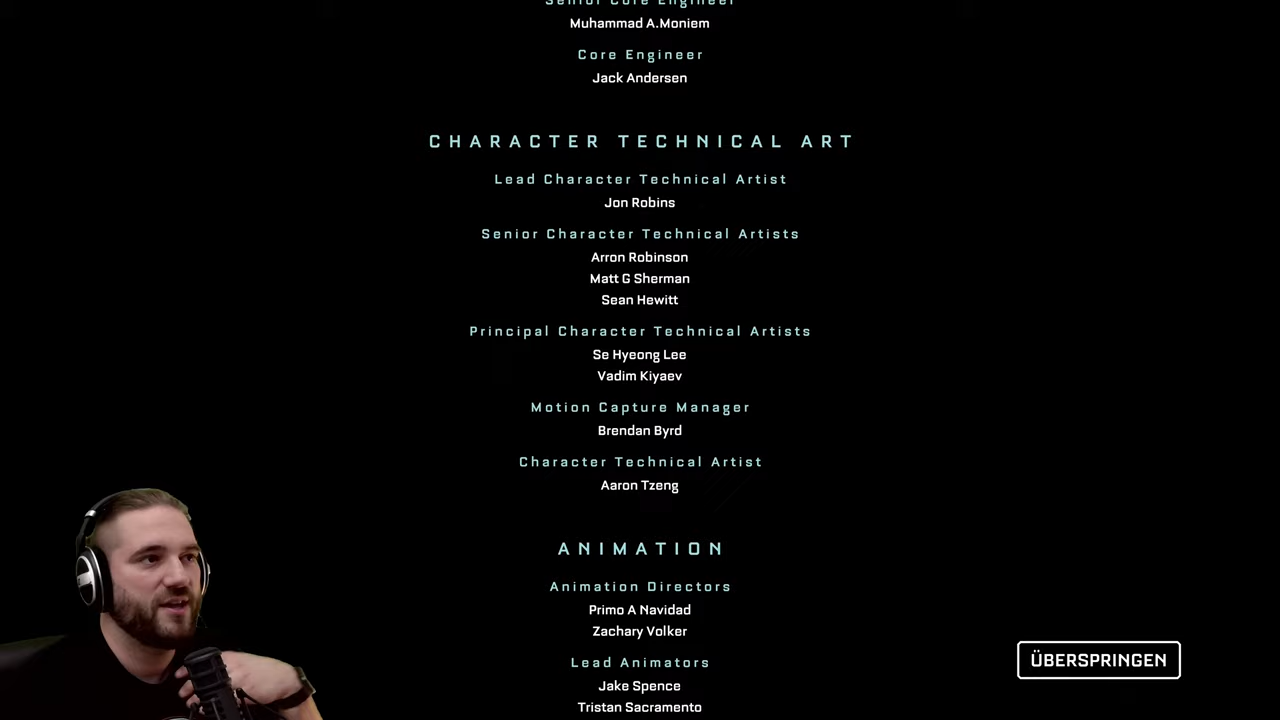 Senior Core Engineer
Muhammad A.Moniem
Core Engineer
Jack Andersen
CHARACTER TECHNICAL ART
Lead Character Technical Artist
Jon Robins
Senior Character Technical Artists
Arron Robinson
Matt G Sherman
Sean Hewitt
Principal Character Technical Artists
Se Hyeong Lee
Vadim Kiyaev
Motion Capture Manager
Brendan Byrd
Character Technical Artist
Aaron Tzeng
ANIMATION
Animation Directors
Primo A Navidad
Zachary Volker
Lead Animators
Jake Spence
Tristan Sacramento
ÜBERSPRINGEN